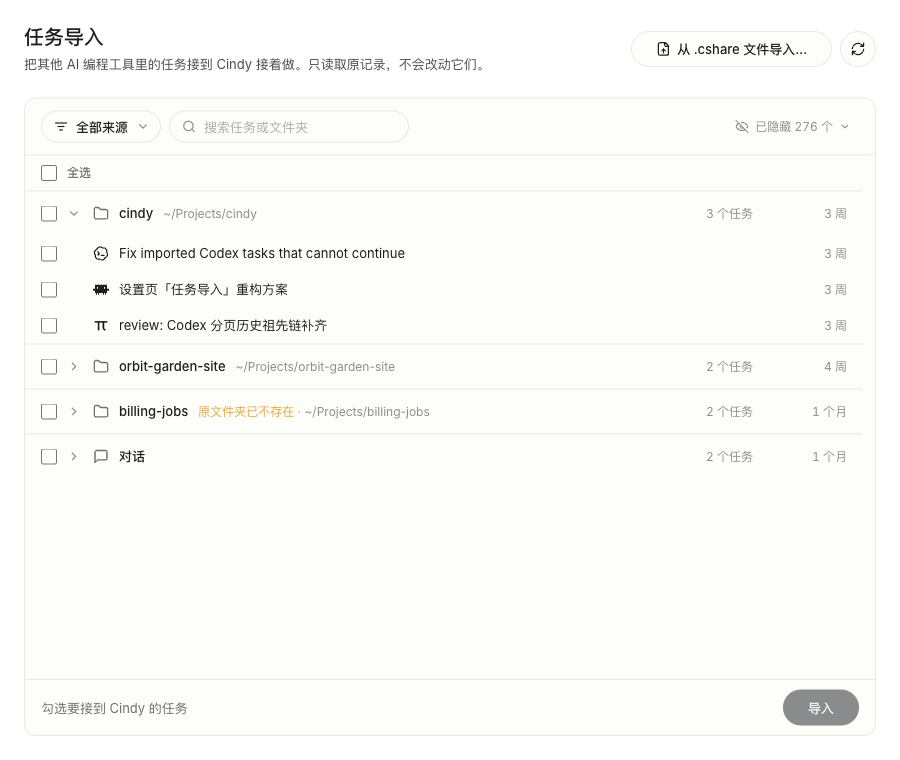 任务导入
把其他 AI 编程工具里的任务接到 Cindy 接着做。只读取原记录，不会改动它们。
从 .cshare 文件导入...
全部来源
搜索任务或文件夹
已隐藏 276 个
全选
cindy ~/Projects/cindy 3 个任务 3 周
Fix imported Codex tasks that cannot continue 3 周
设置页「任务导入」重构方案 3 周
review: Codex 分页历史祖先链补齐 3 周
orbit-garden-site ~/Projects/orbit-garden-site 2 个任务 4 周
billing-jobs 原文件夹已不存在 · ~/Projects/billing-jobs 2 个任务 1 个月
对话 2 个任务 1 个月
勾选要接到 Cindy 的任务
导入